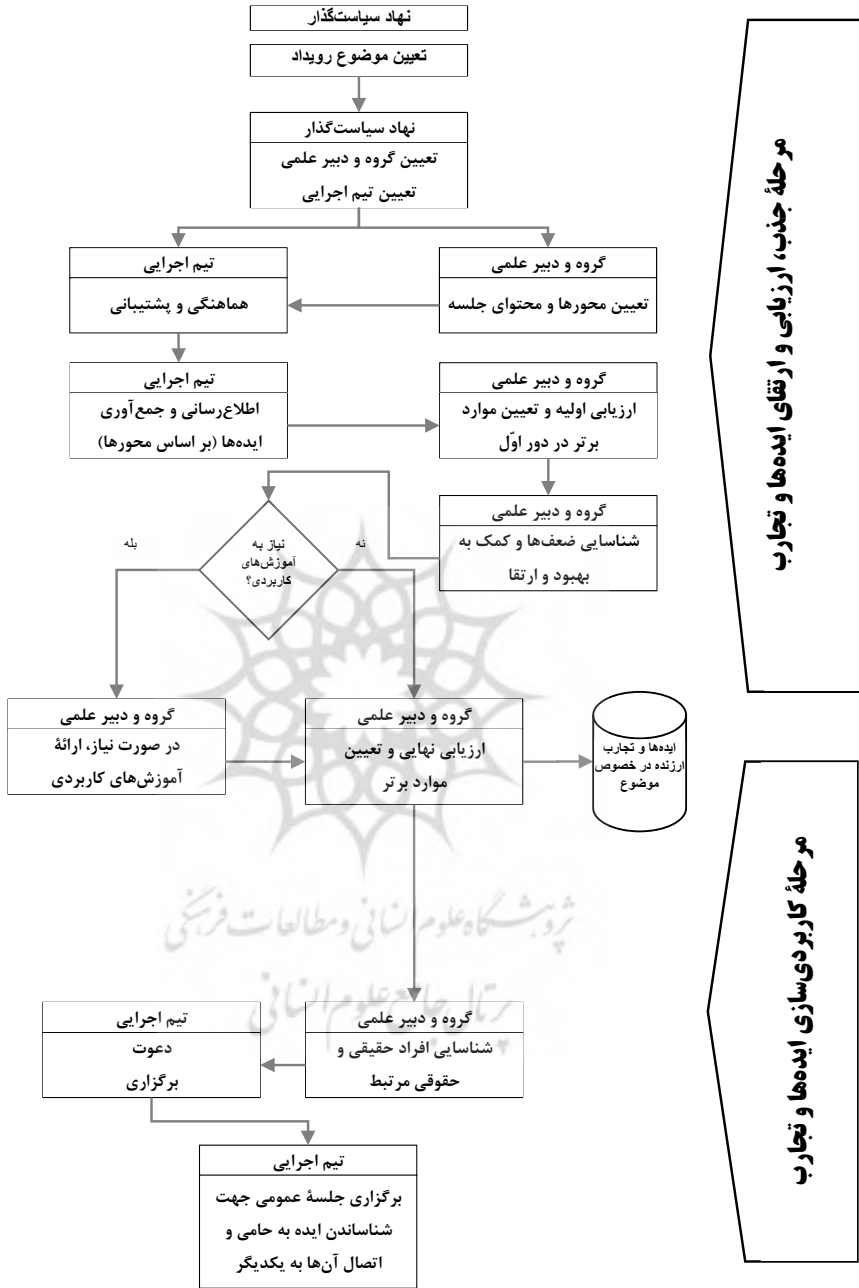 نهاد سیاست‌گذار
تعیین موضوع رویداد
نهاد سیاست‌گذار
تعیین گروه و دبیر علمی
تعیین تیم اجرایی
گروه و دبیر علمی
تعیین محورها و محتوای جلسه
تیم اجرایی
هماهنگی و پشتیبانی
تیم اجرایی
اطلاع‌رسانی و جمع‌آوری
ایده‌ها (بر اساس محورها)
گروه و دبیر علمی
ارزیابی اولیه و تعیین موارد
برتر در دور اوّل
گروه و دبیر علمی
شناسایی ضعف‌ها و کمک به
بهبود و ارتقا
نیاز به
آموزش‌های
کاربردی؟
نه
بله
گروه و دبیر علمی
در صورت نیاز، ارائهٔ
آموزش‌های کاربردی
گروه و دبیر علمی
ارزیابی نهایی و تعیین
موارد برتر
ایده‌ها و تجارب
ارزنده در خصوص
موضوع
پژوهشگاه علوم انسانی و مطالعات فرهنگی
پرتال جامع علوم انسانی
گروه و دبیر علمی
شناسایی افراد حقیقی و
حقوقی مرتبط
تیم اجرایی
دعوت
برگزاری
تیم اجرایی
برگزاری جلسهٔ عمومی جهت
شناساندن ایده به حامی و
اتصال آن‌ها به یکدیگر
مرحلهٔ جذب، ارزیابی و ارتقای ایده‌ها و تجارب
مرحلهٔ کاربردی‌سازی ایده‌ها و تجارب